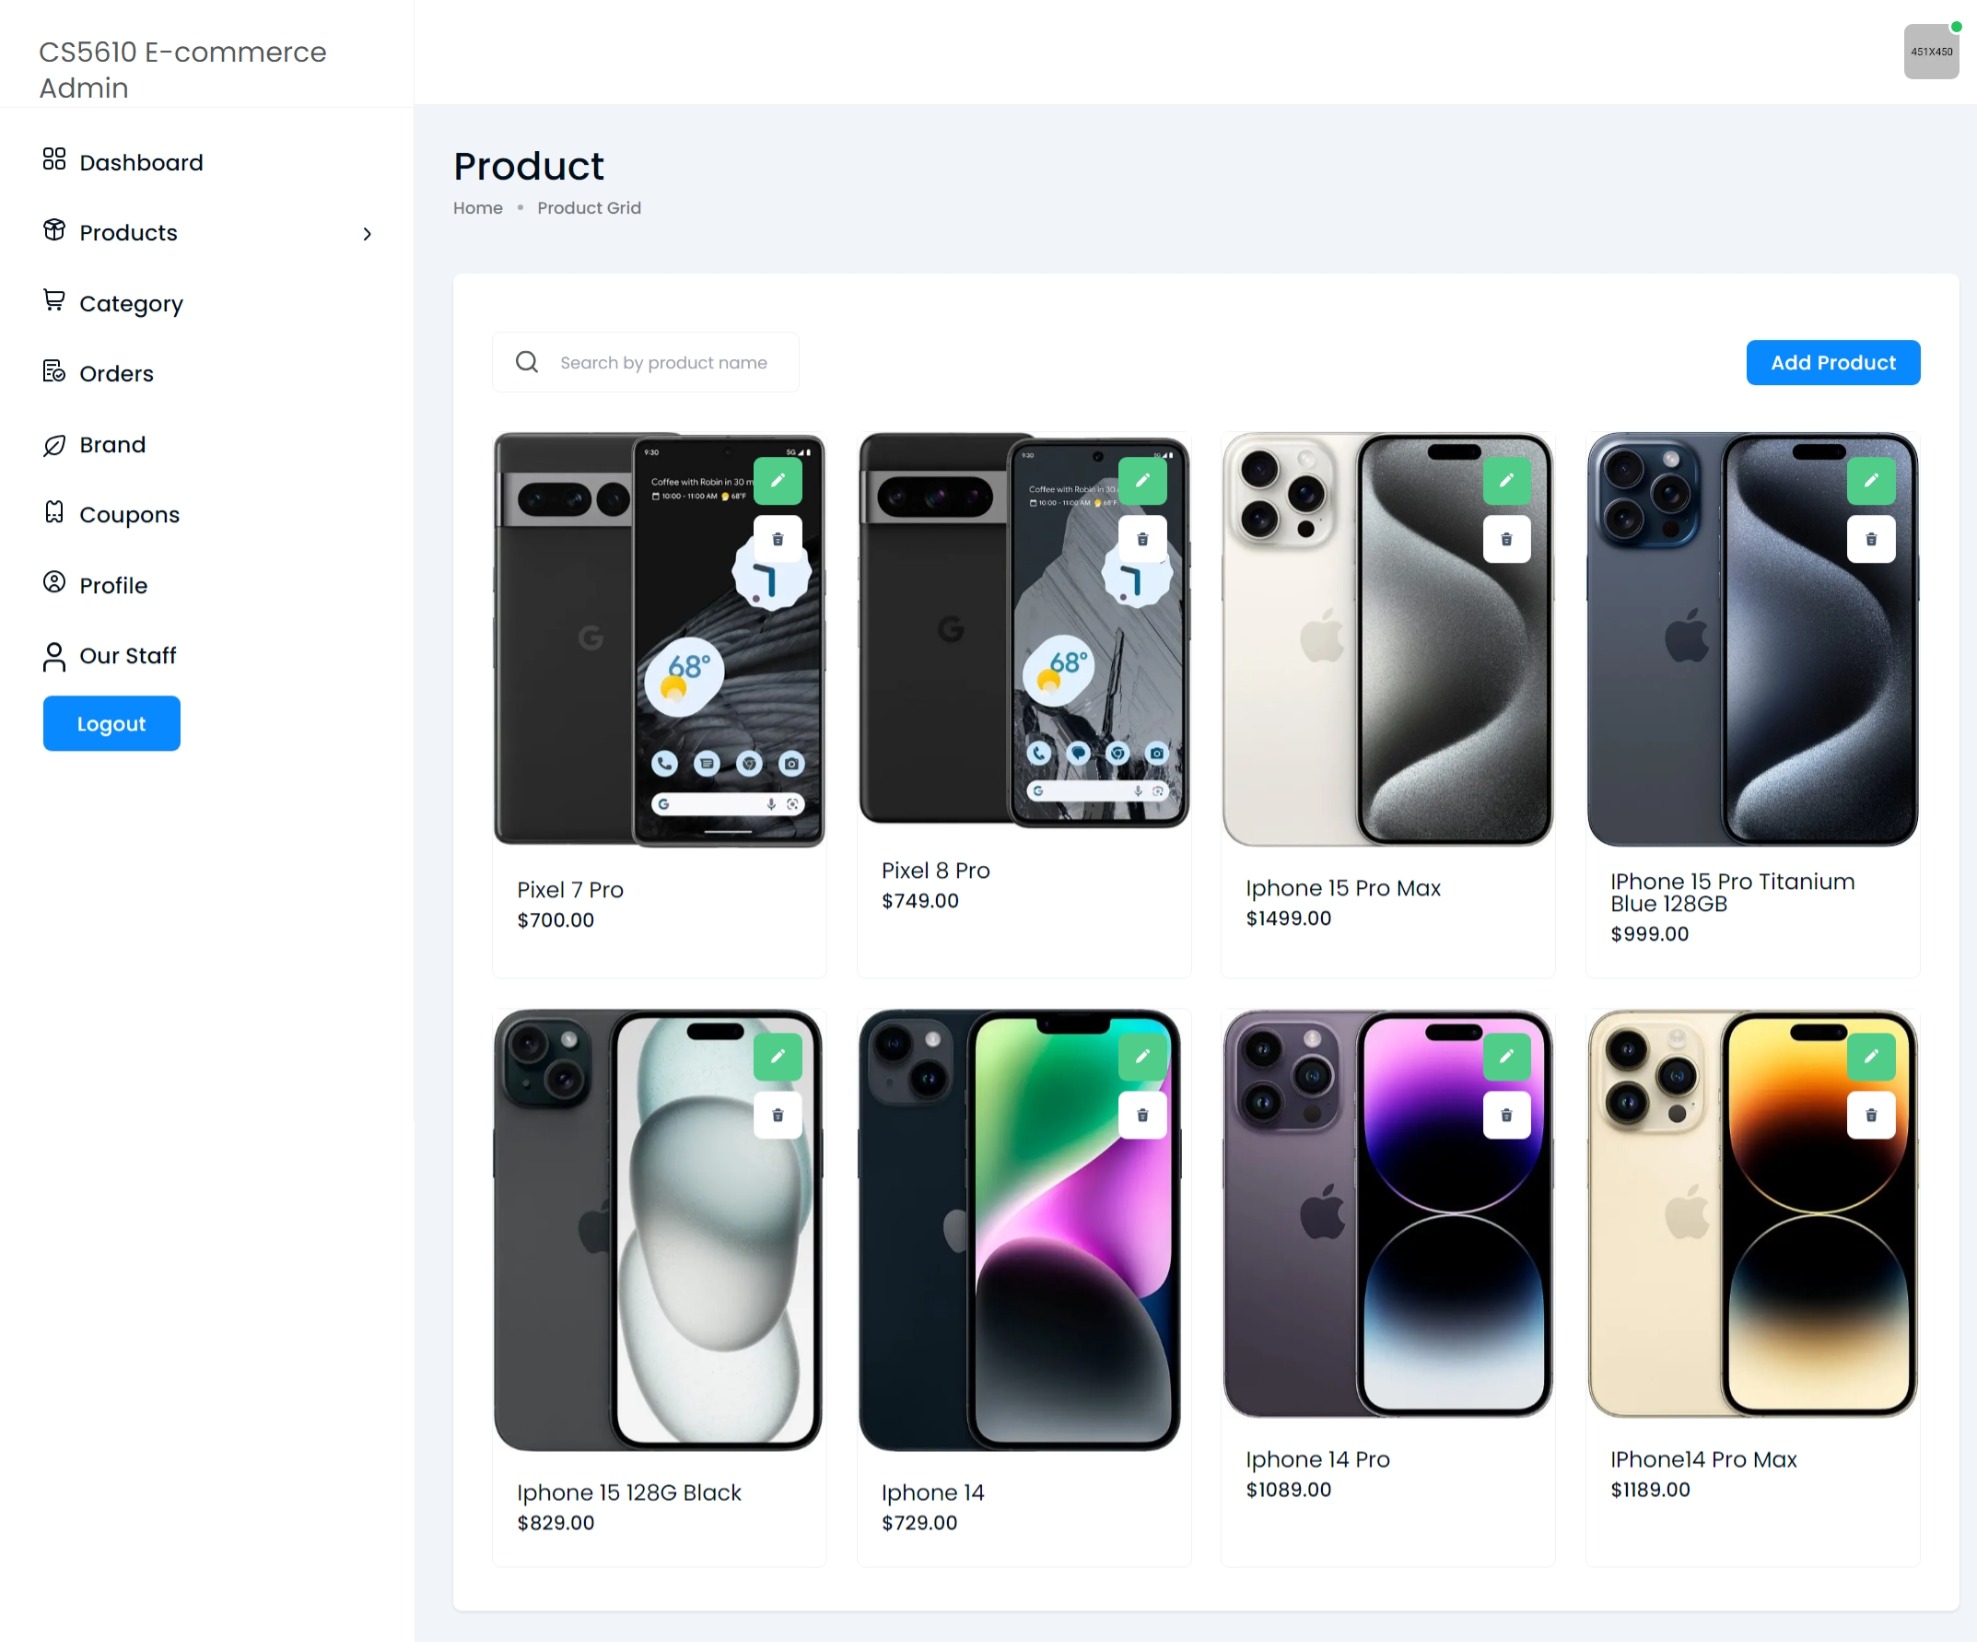 CS5610 E-commerce
Admin
451X450
Dashboard
Products
Category
Orders
Brand
Coupons
Profile
Our Staff
Logout
Product
Home • Product Grid
Search by product name
Add Product
9:30
5G
Coffee with Robin in 30 m
10:00 - 11:00 AM 68°F
68°
G
9:30
5G
Coffee with Robin in 30
10:00 - 11:00 AM 68°F
68°
G
Pixel 7 Pro
$700.00
Pixel 8 Pro
$749.00
Iphone 15 Pro Max
$1499.00
IPhone 15 Pro Titanium
Blue 128GB
$999.00
Iphone 15 128G Black
$829.00
Iphone 14
$729.00
Iphone 14 Pro
$1089.00
IPhone14 Pro Max
$1189.00